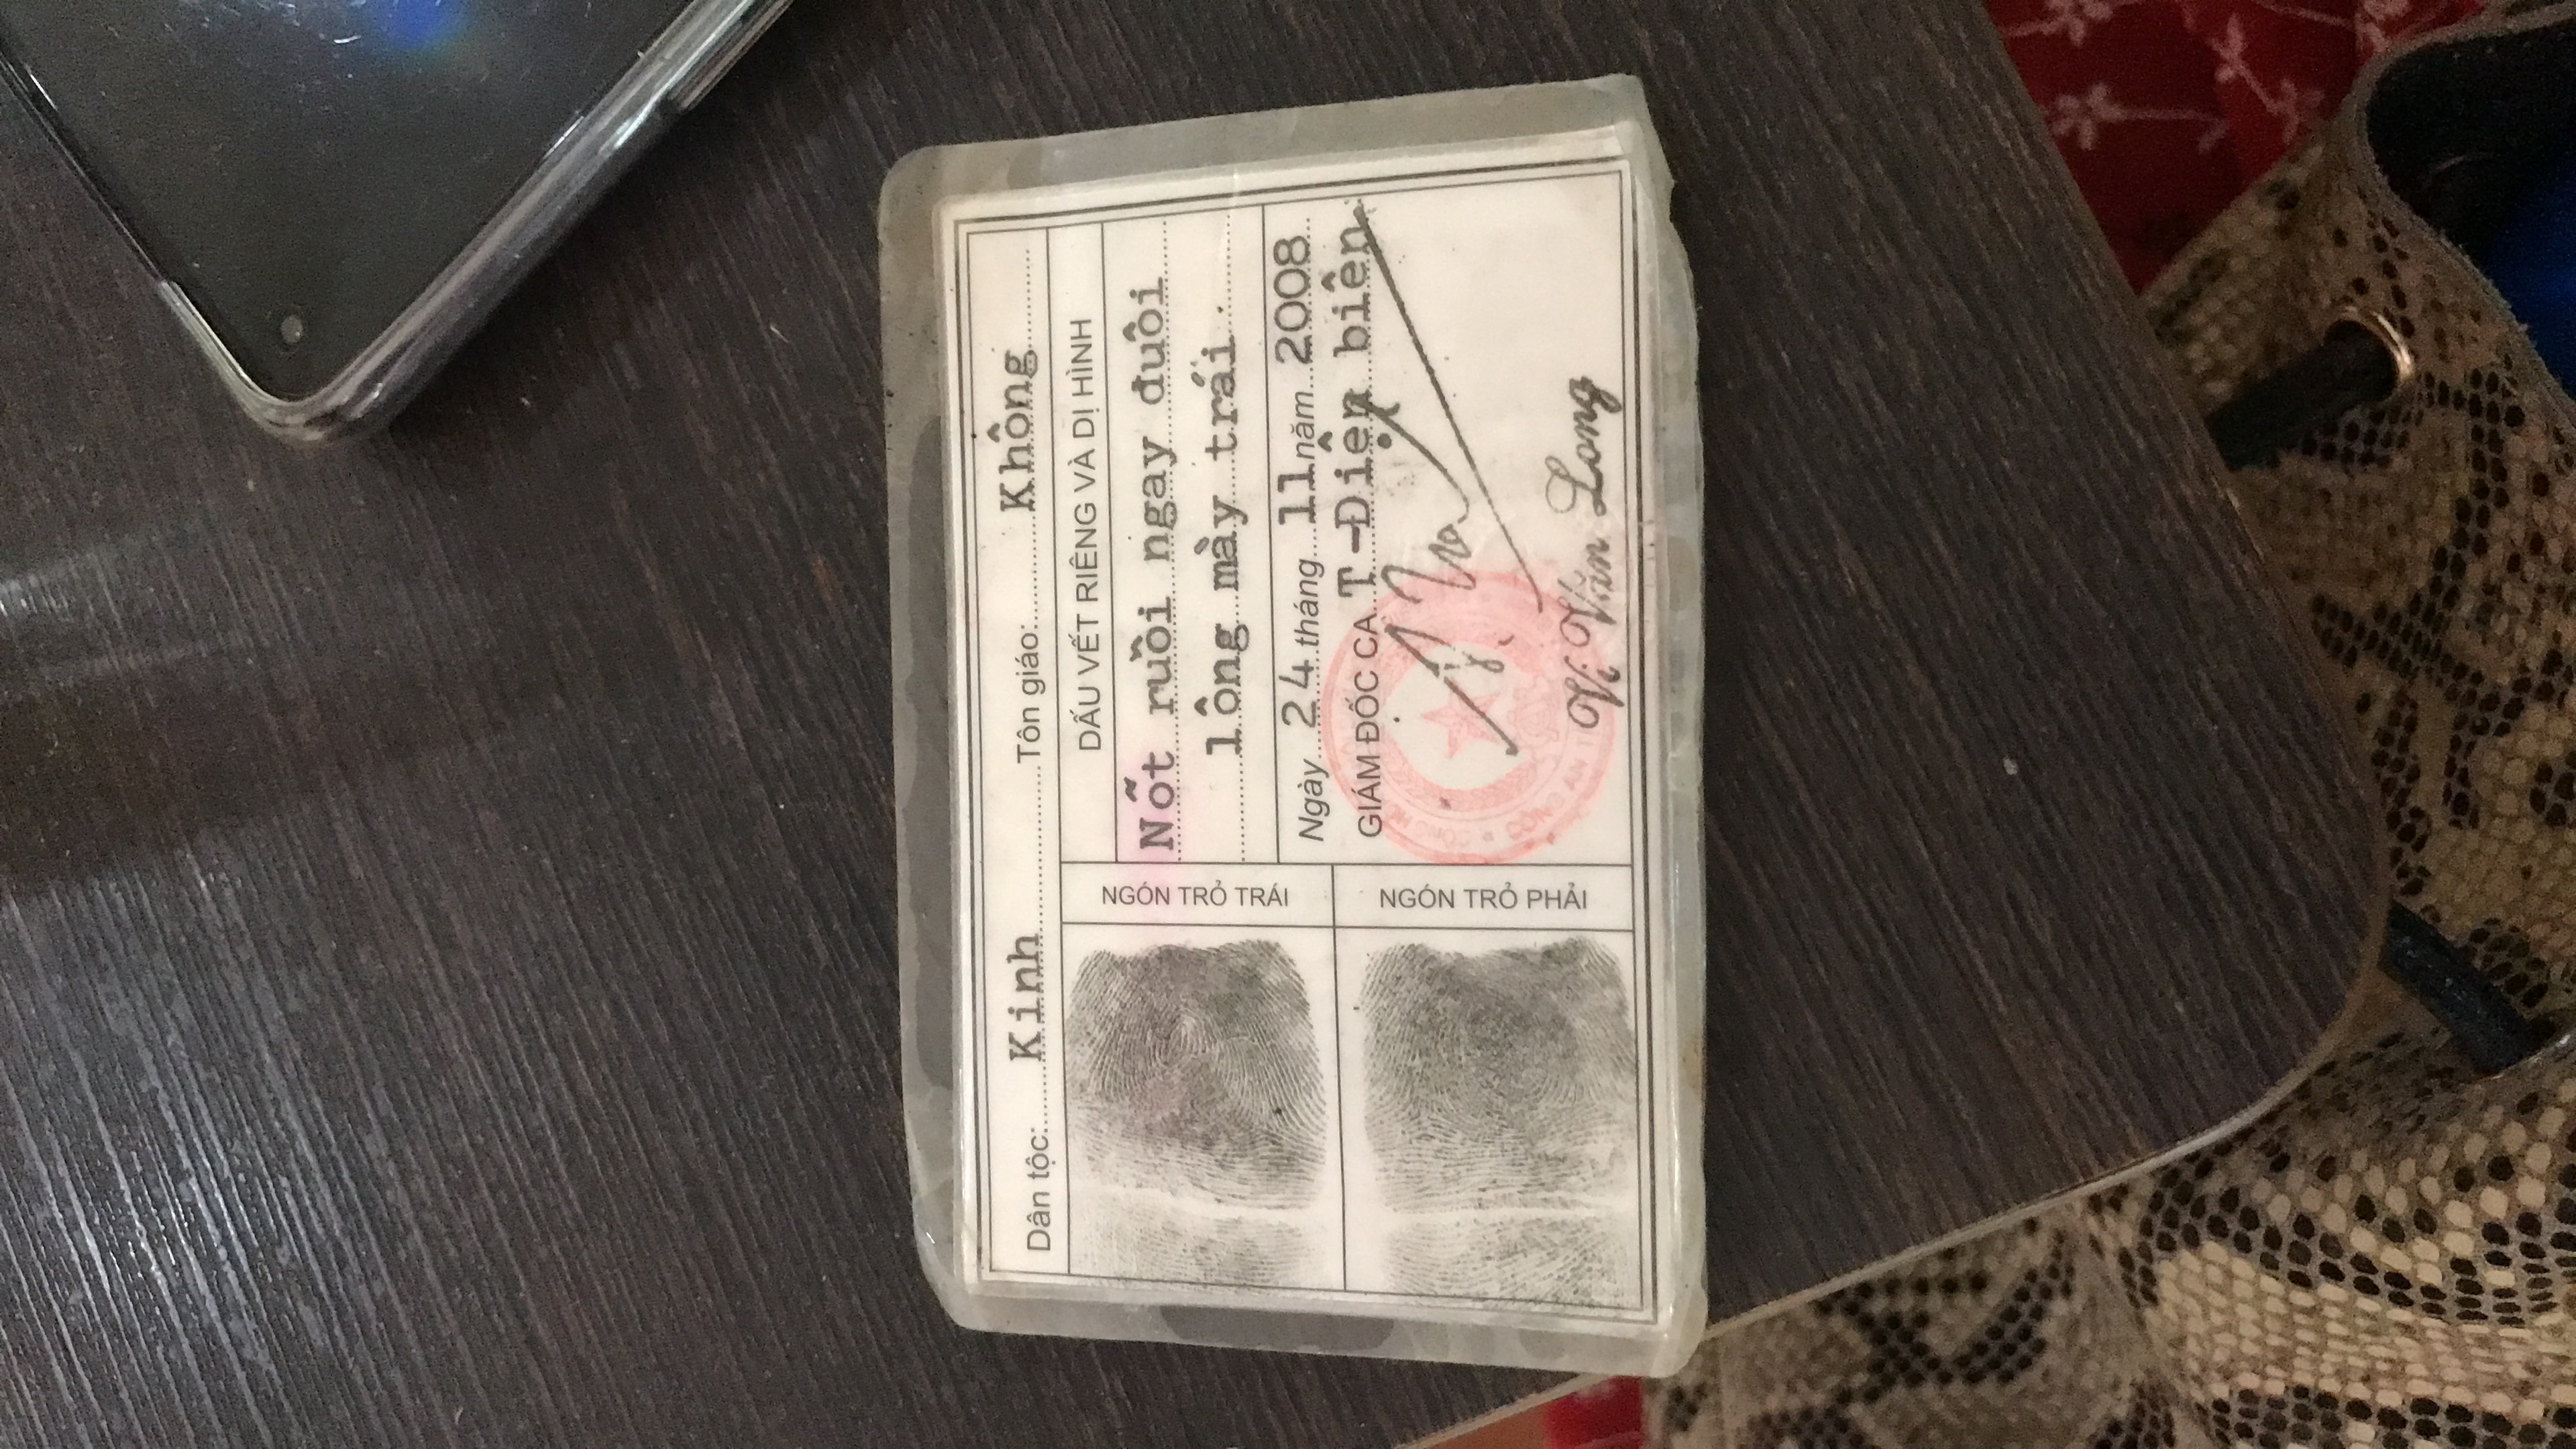 Dân tộc: Kinh Tôn giáo: Không
NGÓN TRỎ TRÁI
DẤU VẾT RIÊNG VÀ DỊ HÌNH
Nốt ruồi ngay đuôi
lông mày trái.
Ngày 24 tháng 11 năm 2008
GIÁM ĐỐC CA T-Điện biên
NGÓN TRỎ PHẢI
CÔNG AN T
Vi Văn Long